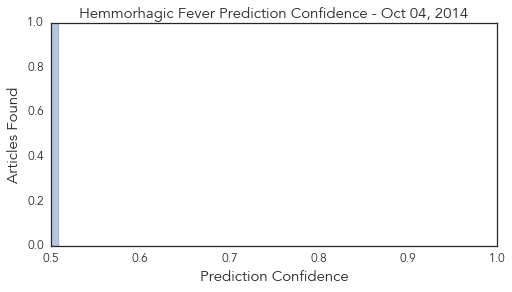 Hemmorhagic Fever Prediction Confidence - Oct 04, 2014
1.0
0.8
0.6
0.4
0.2
0.0
Articles Found
0.5 0.6 0.7 0.8 0.9 1.0
Prediction Confidence